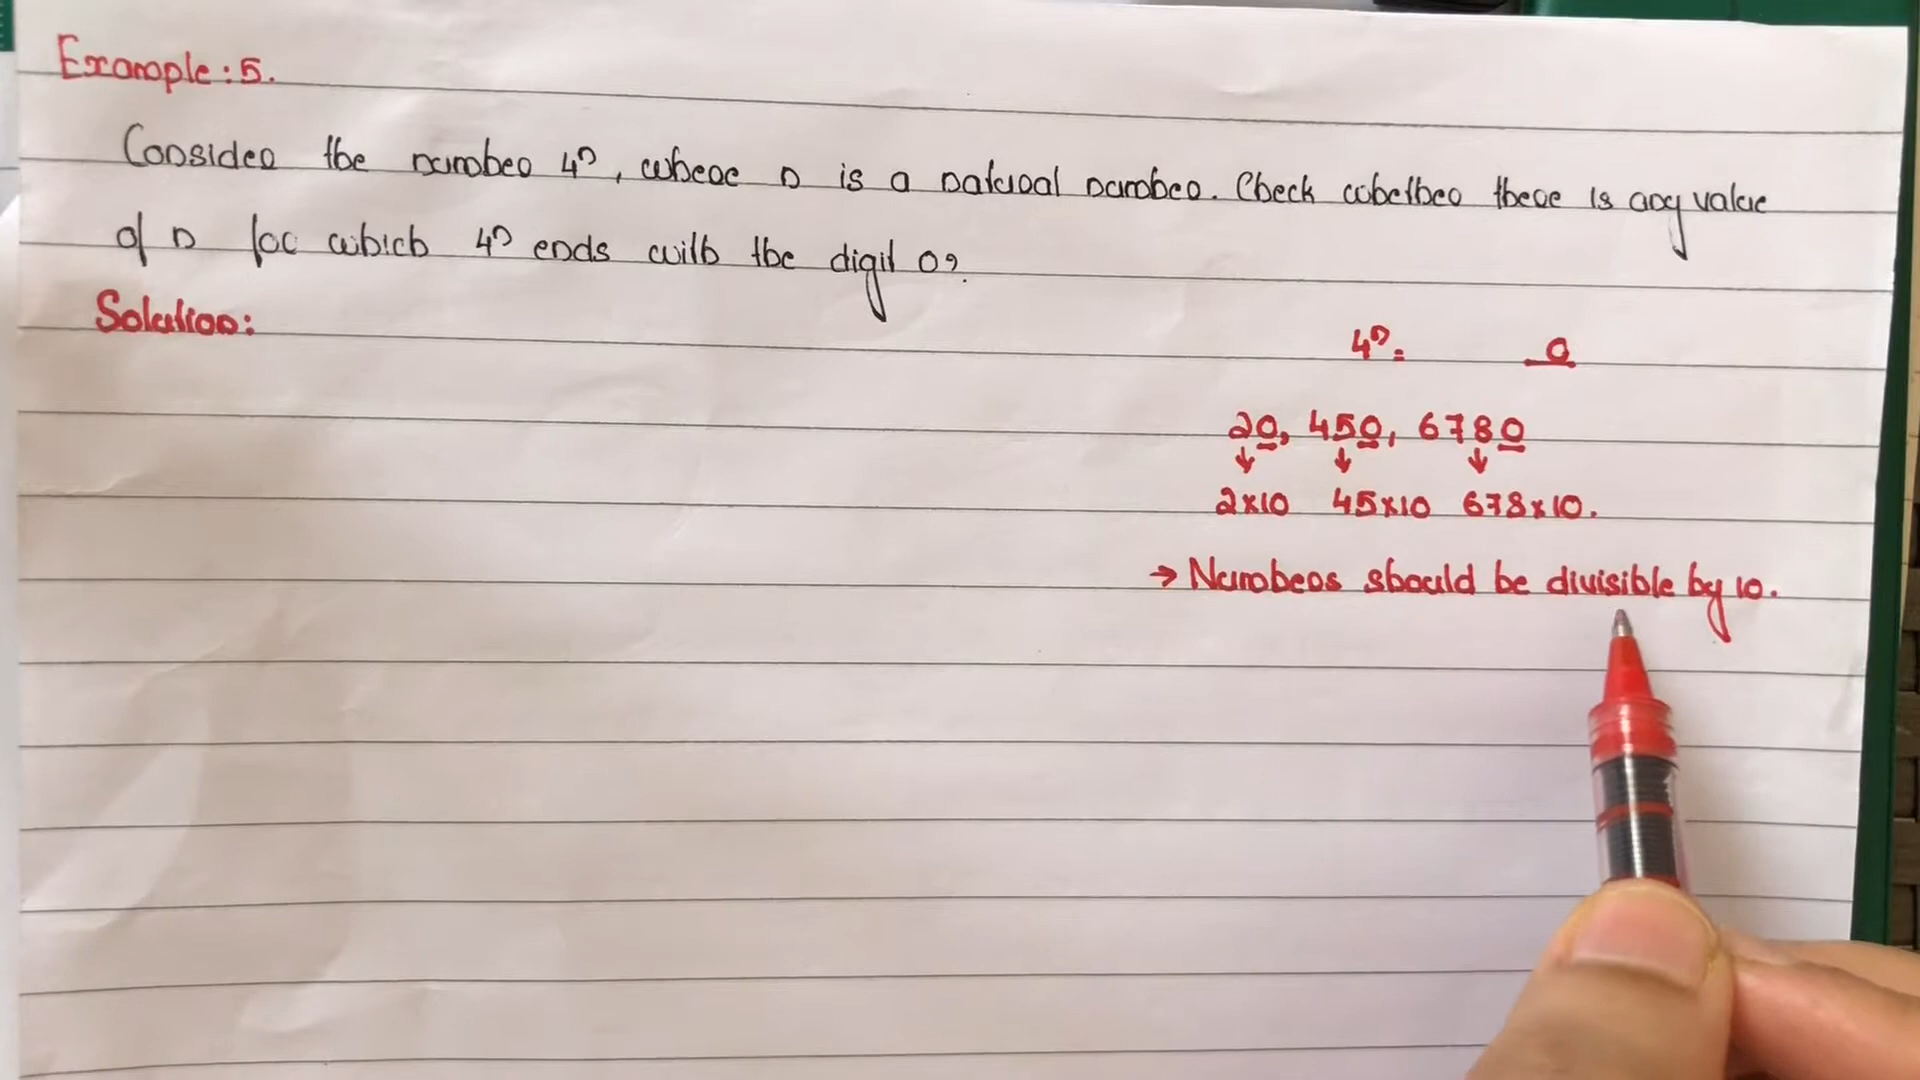 Example: 5.
Consider the number 4ⁿ, where n is a natural number. Check whether there is any value
of n for which 4ⁿ ends with the digit 0?
Solution:
4ⁿ = 0
20, 450, 6780
↓ ↓ ↓
2×10 45×10 678×10.
→ Numbers should be divisible by 10.